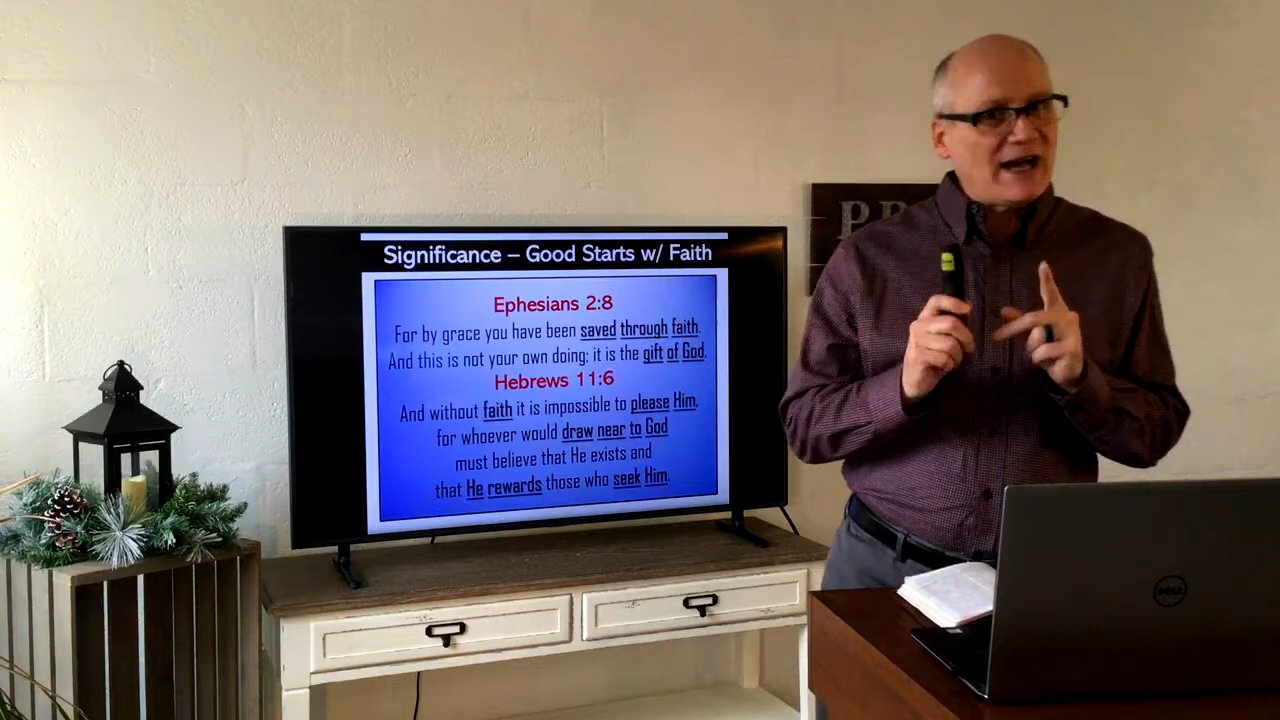 Significance – Good Starts w/ Faith
Ephesians 2:8
For by grace you have been saved through faith.
And this is not your own doing; it is the gift of God,
Hebrews 11:6
And without faith it is impossible to please Him,
for whoever would draw near to God
must believe that He exists and
that He rewards those who seek Him.
DELL